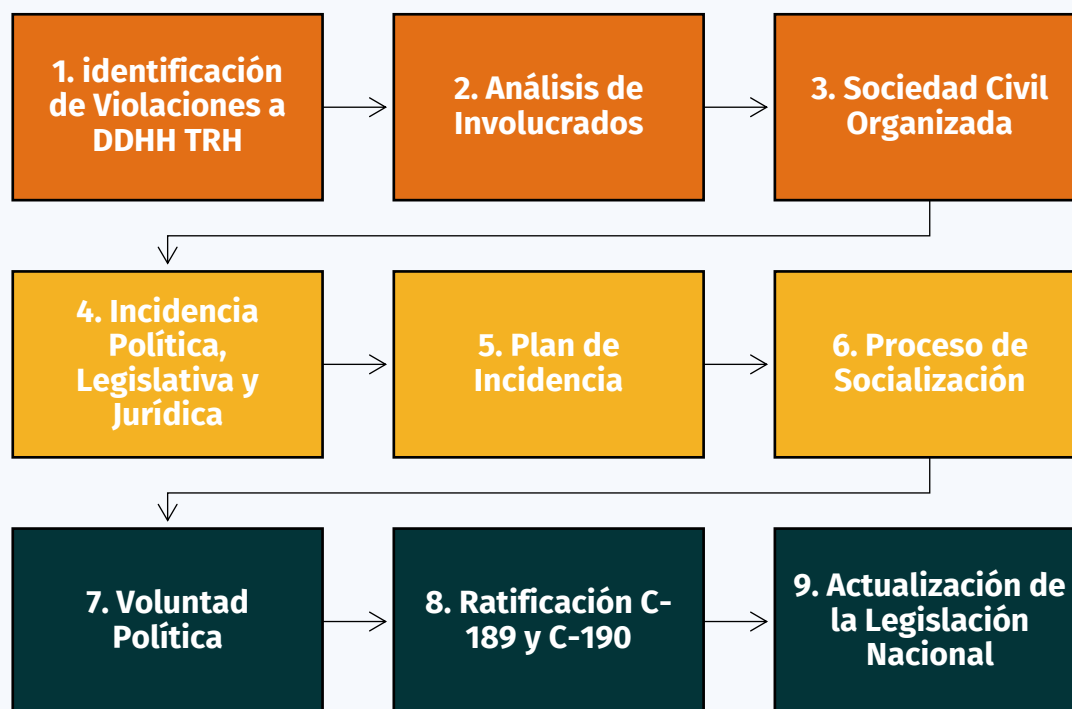 1. identificación
de Violaciones a
DDHH TRH
2. Análisis de
Involucrados
3. Sociedad Civil
Organizada
4. Incidencia
Política,
Legislativa y
Jurídica
5. Plan de
Incidencia
6. Proceso de
Socialización
7. Voluntad
Política
8. Ratificación C-
189 y C-190
9. Actualización de
la Legislación
Nacional